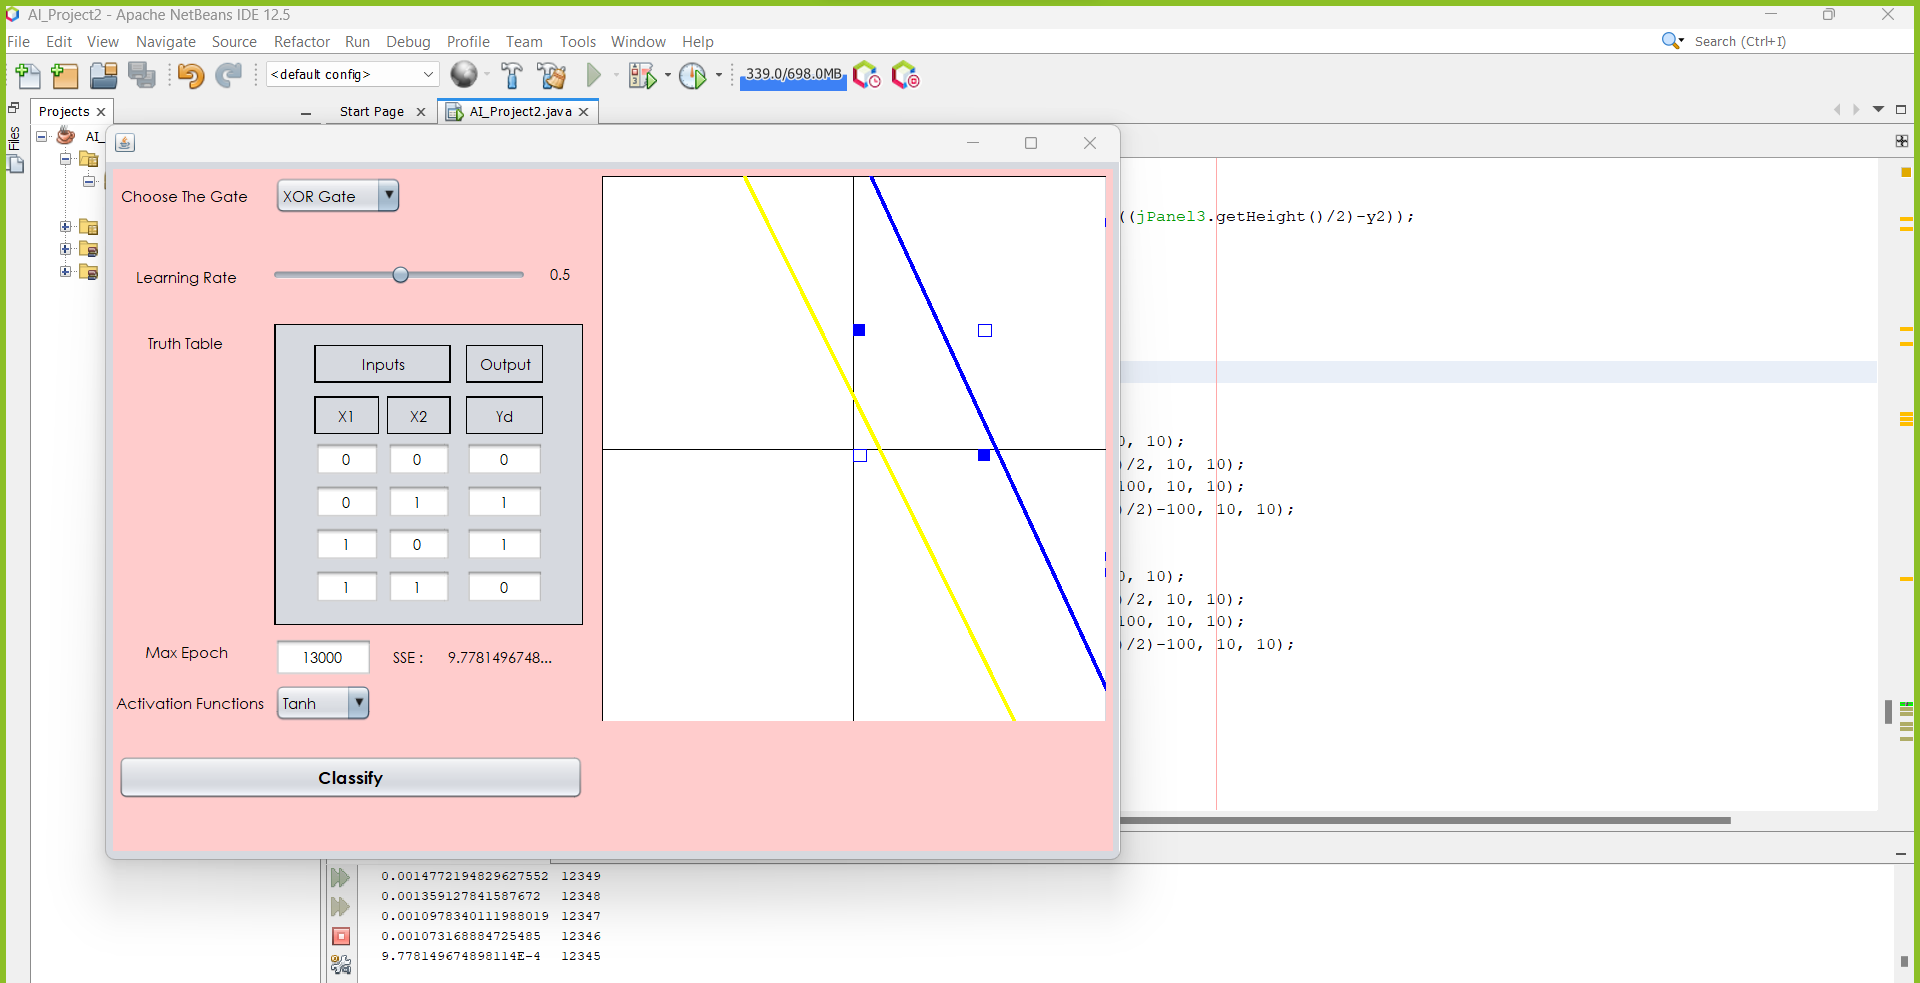 AI_Project2 - Apache NetBeans IDE 12.5
File Edit View Navigate Source Refactor Run Debug Profile Team Tools Window Help
Search (Ctrl+I)
<default config>
339.0/698.0MB
Projects
Start Page
AI_Project2.java
Files
AI_
Choose The Gate
XOR Gate
((jPanel3.getHeight()/2)-y2));
Learning Rate
0.5
Truth Table
Inputs Output
X1 X2 Yd
0 0 0
0 1 1
1 0 1
1 1 0
, 10);
)/2, 10, 10);
100, 10, 10);
)/2)-100, 10, 10);
, 10);
)/2, 10, 10);
100, 10, 10);
)/2)-100, 10, 10);
Max Epoch
13000
SSE :
9.7781496748...
Activation Functions
Tanh
Classify
0.0014772194829627552 12349
0.001359127841587672 12348
0.0010978340111988019 12347
0.001073168884725485 12346
9.778149674898114E-4 12345